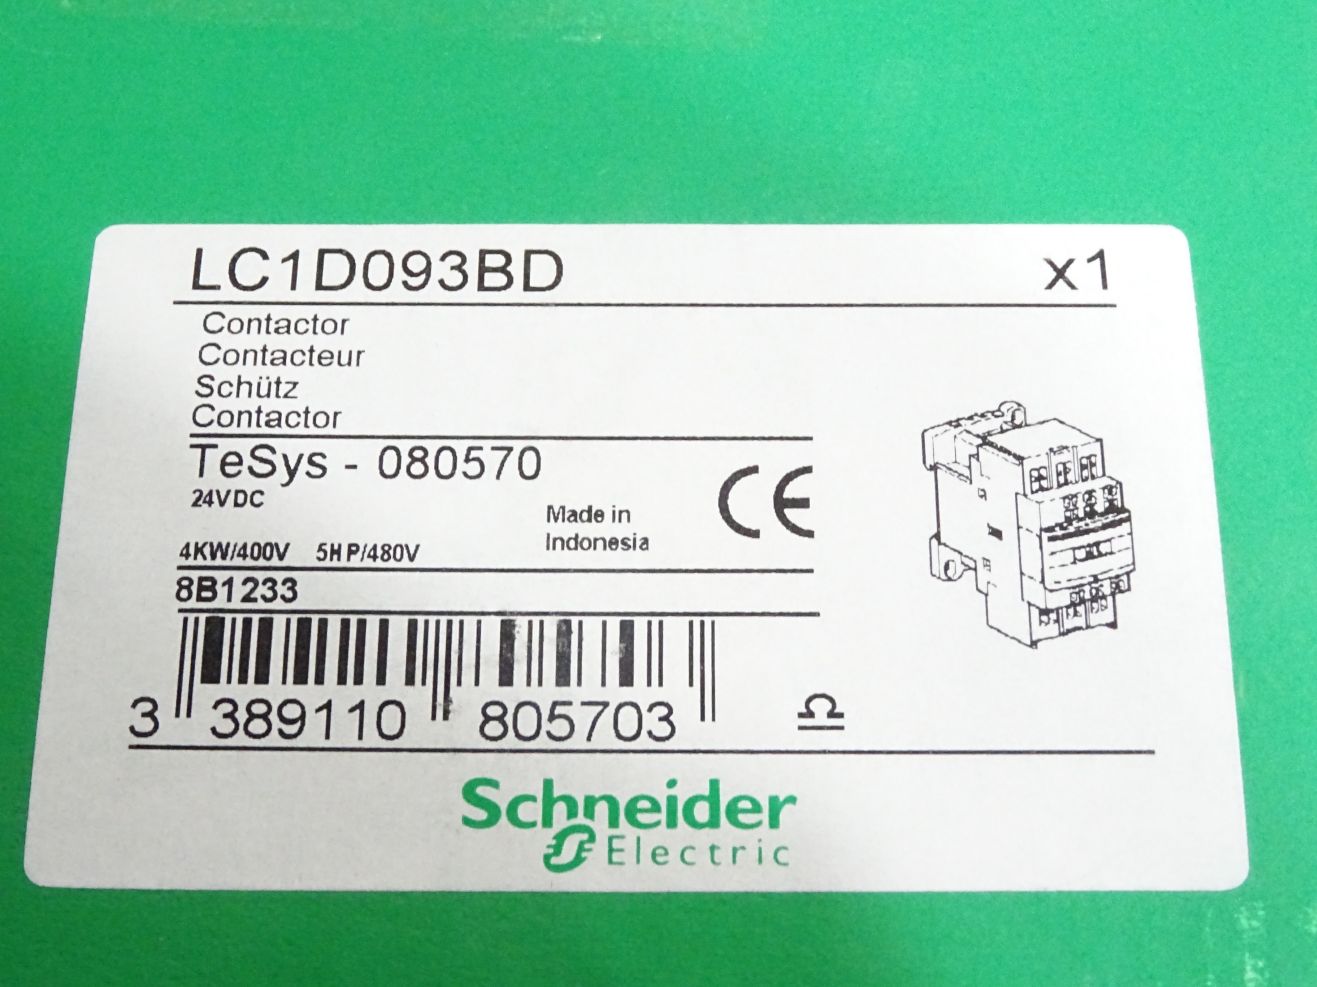 LC1D093BD x1
Contactor
Contacteur
Schütz
Contactor
TeSys - 080570
24VDC
Made in
Indonesia
CE
4KW/400V 5HP/480V
8B1233
3 389110 805703
Schneider
Electric